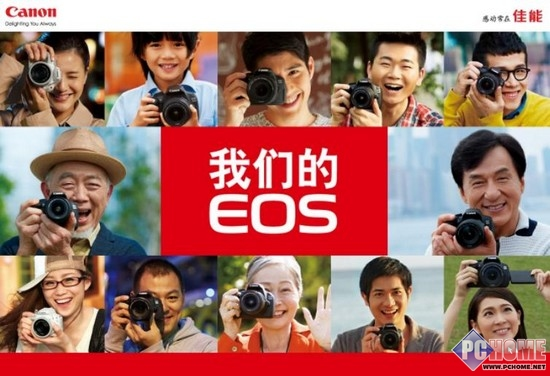 Canon
Delighting You Always
感动常在 佳能
我们的
EOS
PCHOME
WWW.PCHOME.NET